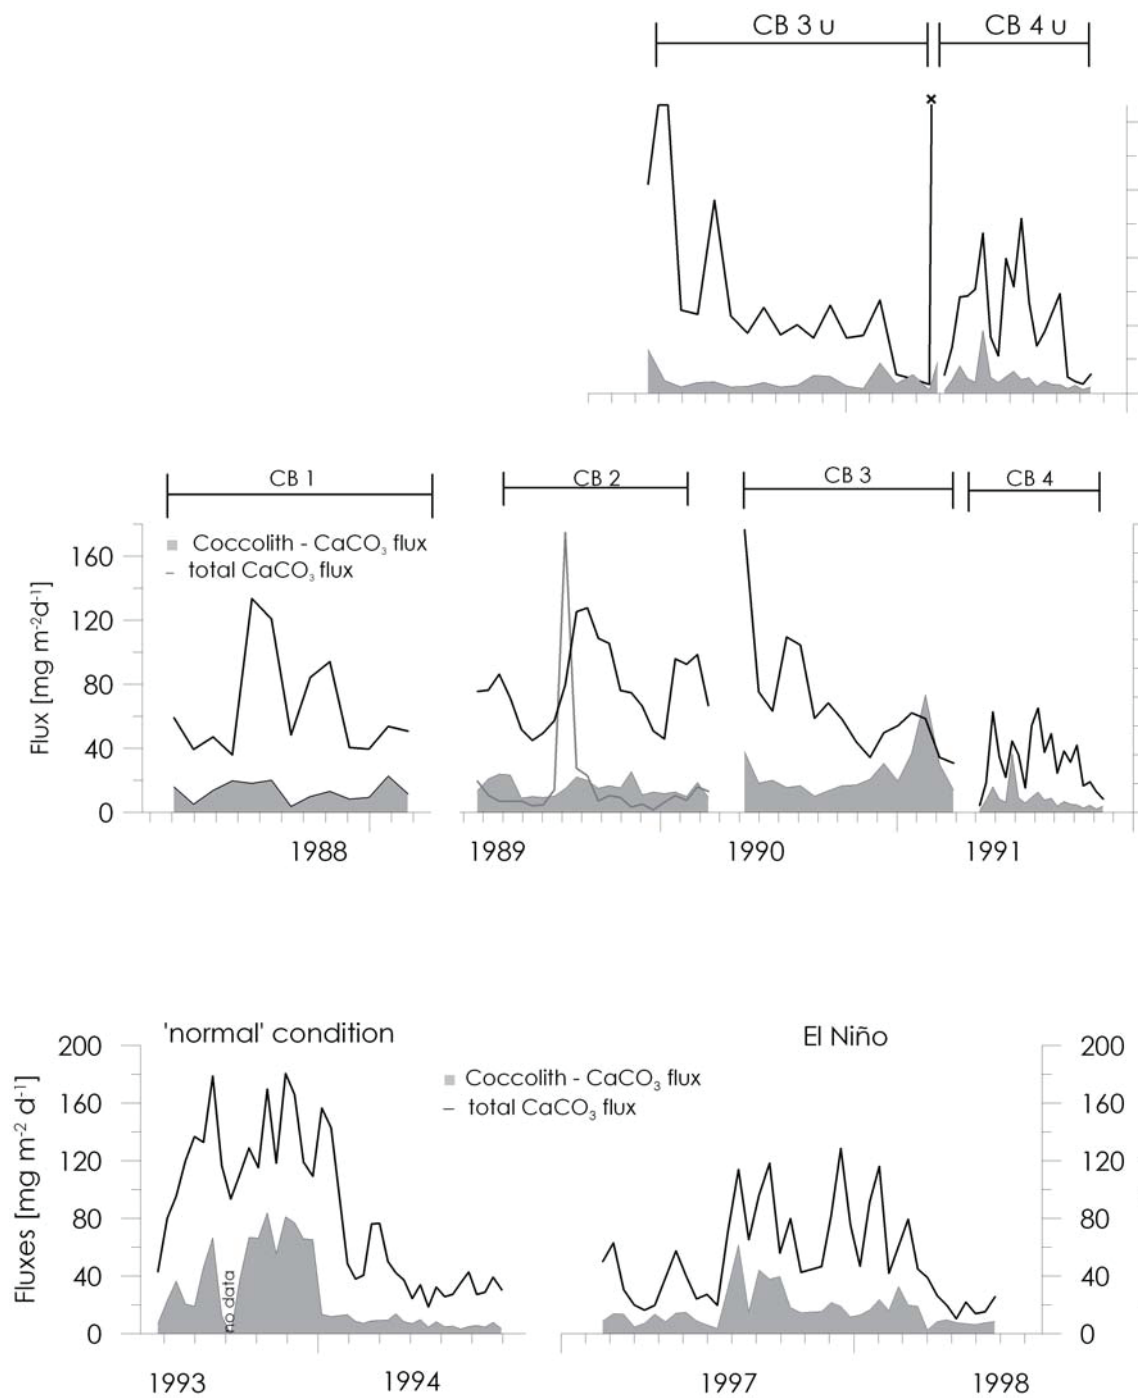 CB 3 u CB 4 u
x
CB 1 CB 2 CB 3 CB 4
Coccolith - CaCO₃ flux
total CaCO₃ flux
Flux [mg m⁻²d⁻¹]
160
120
80
40
0
1988 1989 1990 1991
'normal' condition El Niño
Coccolith - CaCO₃ flux
total CaCO₃ flux
Fluxes [mg m⁻² d⁻¹]
200 200
160 160
120 120
80 80
40 40
0 0
no data
1993 1994 1997 1998